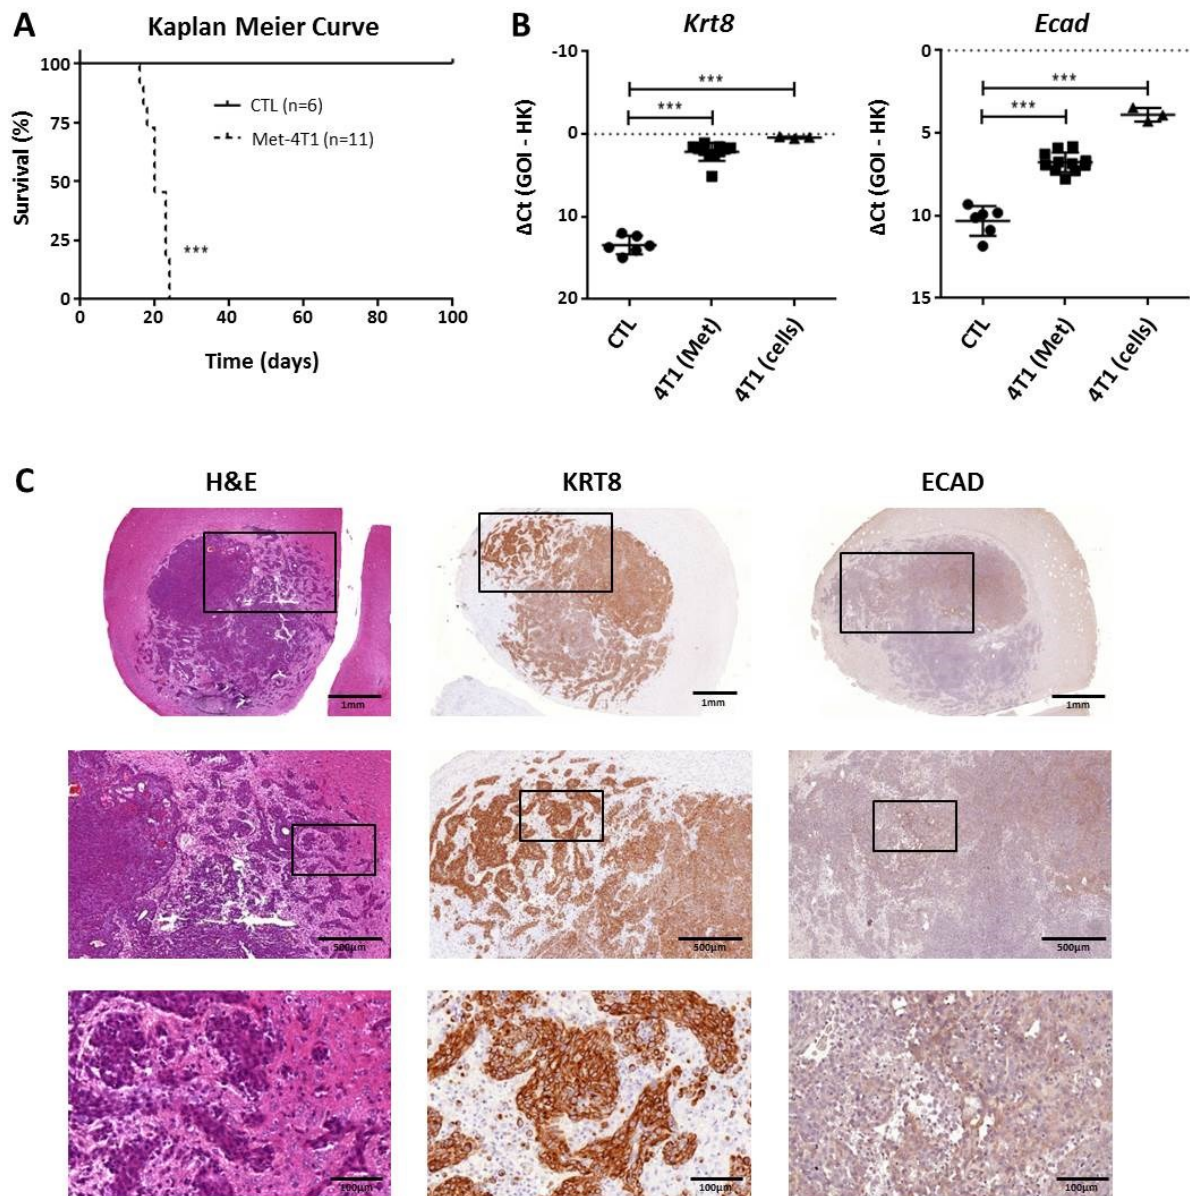 A
Kaplan Meier Curve
100
75
50
25
0
Survival (%)
CTL (n=6)
Met-4T1 (n=11)
***
0
20
40
60
80
100
Time (days)
B
Krt8
-10
0
10
20
ΔCt (GOI - HK)
***
***
CTL
4T1 (Met)
4T1 (cells)
Ecad
0
5
10
15
ΔCt (GOI - HK)
***
***
CTL
4T1 (Met)
4T1 (cells)
C
H&E
KRT8
ECAD
1mm
1mm
1mm
500µm
500µm
500µm
100µm
100µm
100µm